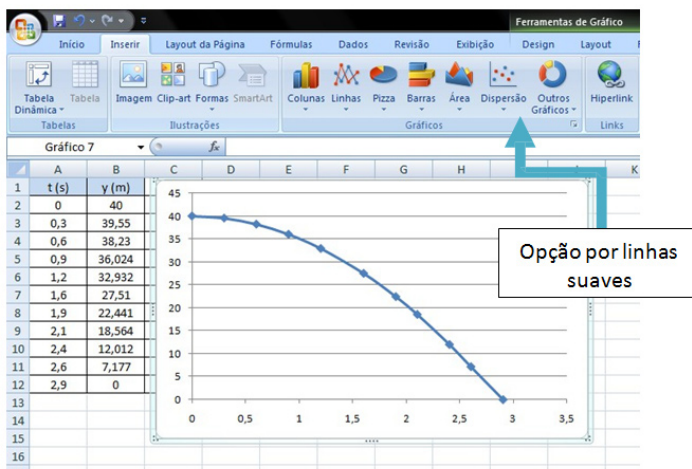 Ferramentas de Gráfico
Início Inserir Layout da Página Fórmulas Dados Revisão Exibição Design Layout
Tabela Dinâmica Tabela Imagem Clip-art Formas SmartArt Colunas Linhas Pizza Barras Área Dispersão Outros Gráficos Hiperlink
Tabelas Ilustrações Gráficos Links
Gráfico 7 fx
A B C D E F G H K
1 t (s) y (m)
2 0 40
3 0,3 39,55
4 0,6 38,23
5 0,9 36,024
6 1,2 32,932
7 1,6 27,51
8 1,9 22,441
9 2,1 18,564
10 2,4 12,012
11 2,6 7,177
12 2,9 0
13
14
15
16
45
40
35
30
25
20
15
10
5
0
0 0,5 1 1,5 2 2,5 3 3,5
Opção por linhas
suaves